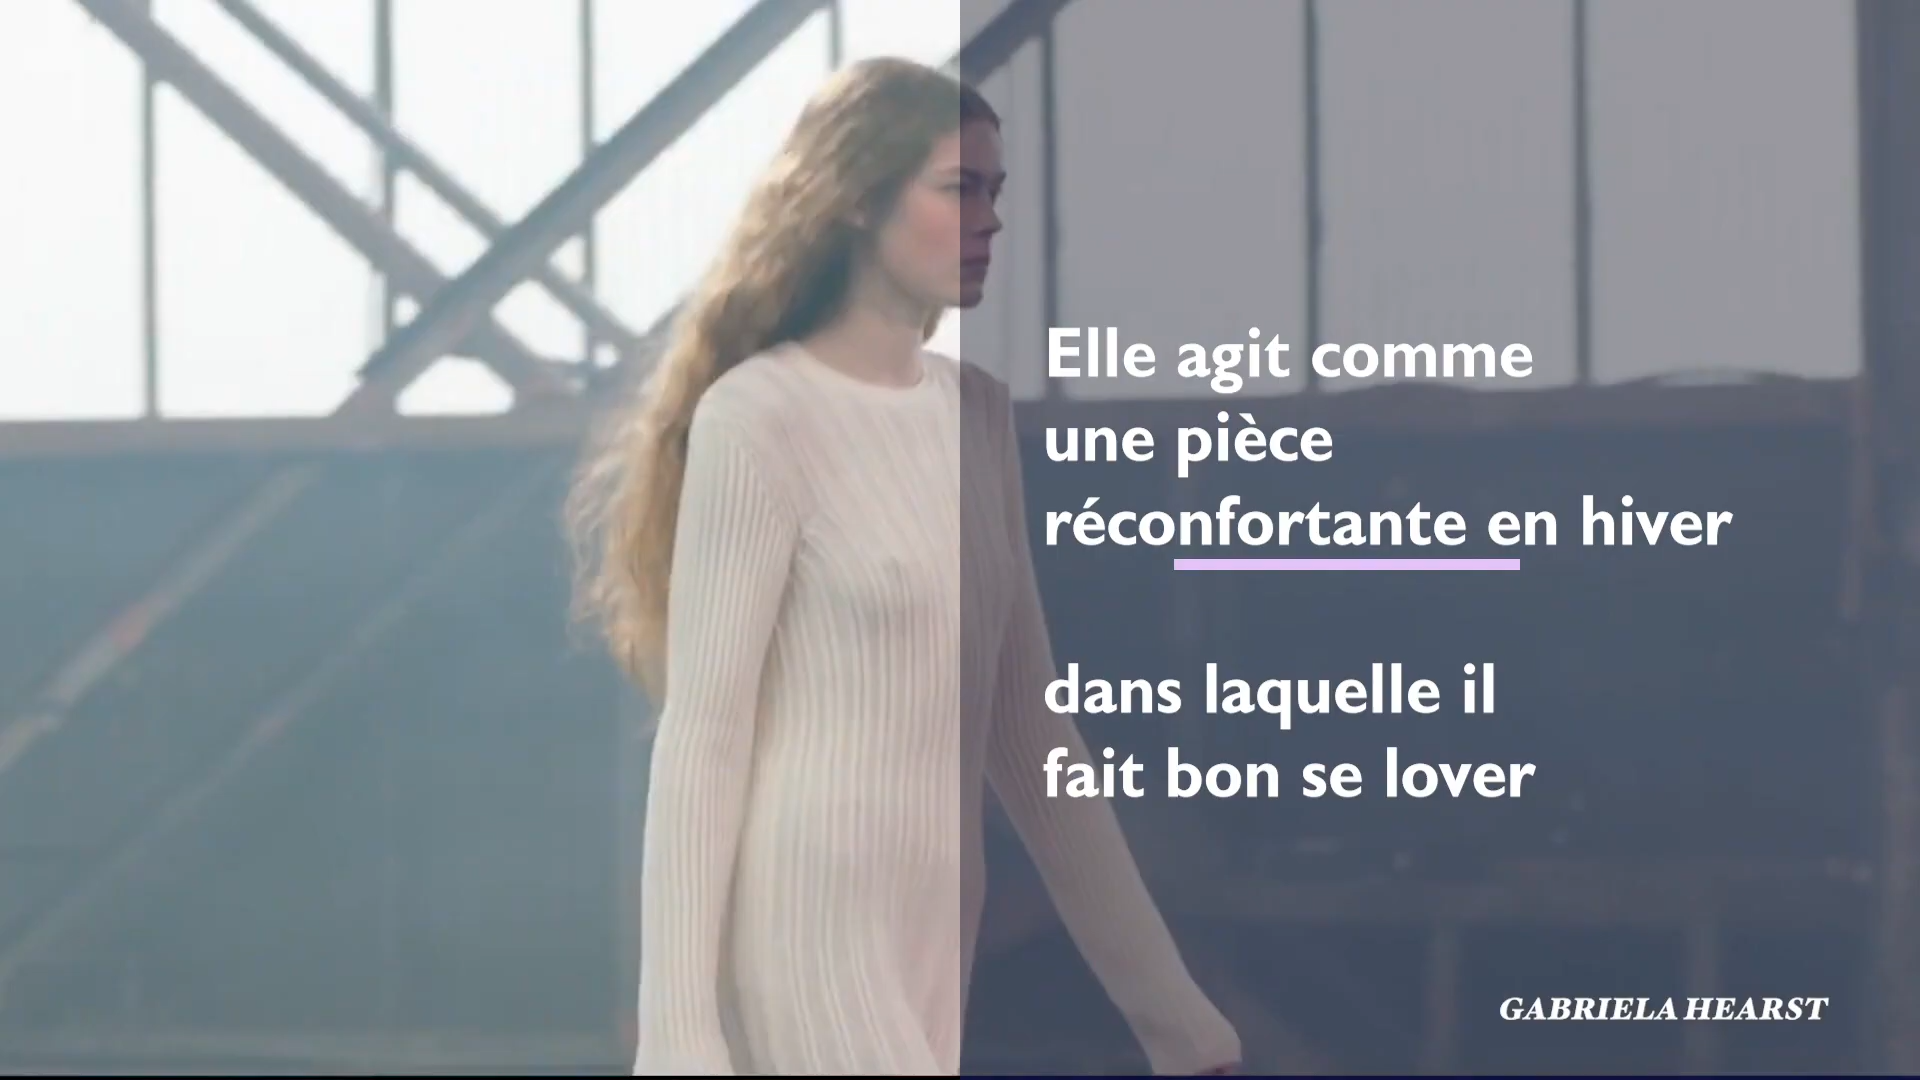 Elle agit comme
une pièce
réconfortante en hiver
dans laquelle il
fait bon se lover
GABRIELA HEARST